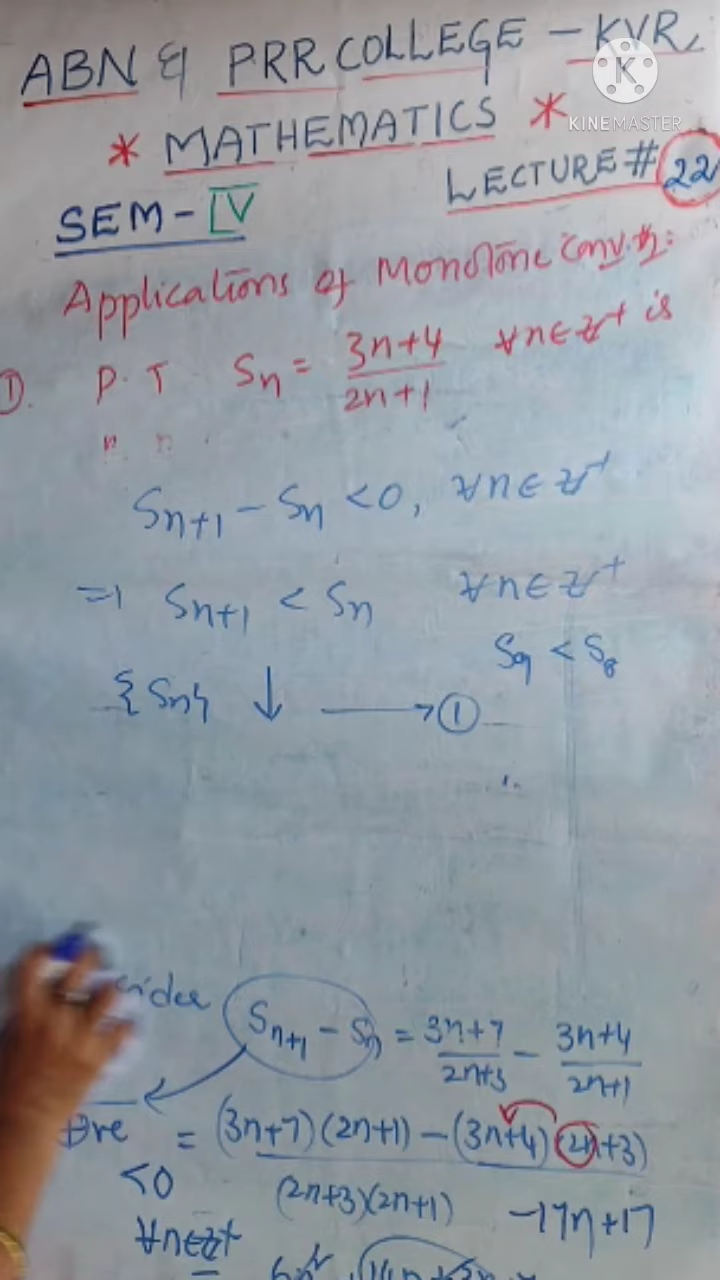 ABN & PRR COLLEGE - KVR
K
KINEMASTER
* MATHEMATICS *
SEM-IV LECTURE # 22
Applications of Monotone Conv. th:
①. P.T Sn = (3n+4)/(2n+1) ∀n∈Z⁺ is
Sn+1 - Sn < 0, ∀n∈Z⁺
⇒ Sn+1 < Sn ∀n∈Z⁺
S9 < S8
{Sn} ↓ → ①
Sn+1 - Sn = (3n+7)/(2n+3) - (3n+4)/(2n+1)
= ((3n+7)(2n+1) - (3n+4)(2n+3))/((2n+3)(2n+1))
<0 -17n+17
∀n∈Z⁺